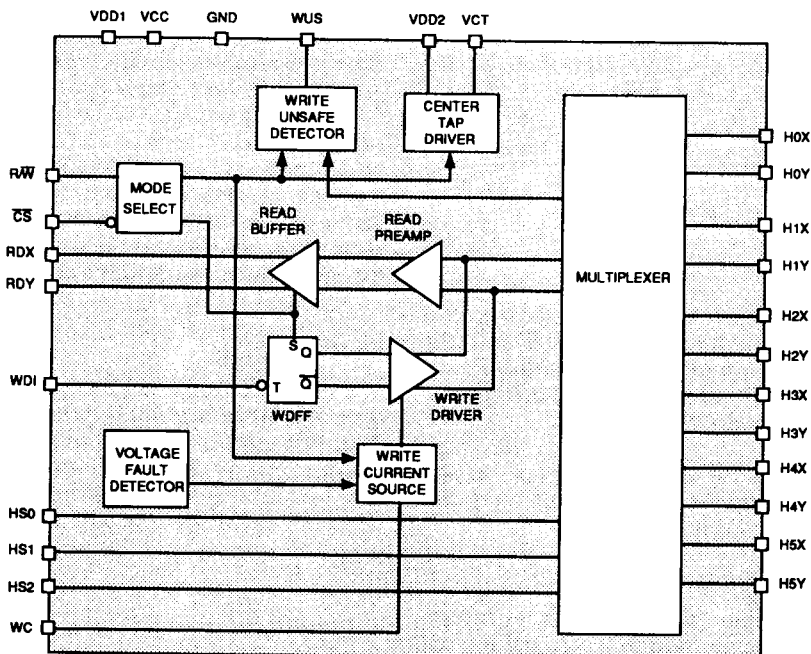 VDD1 VCC GND WUS VDD2 VCT
WRITE
UNSAFE
DETECTOR
CENTER
TAP
DRIVER
R/W̅
C̅S̅
RDX
RDY
WDI
HS0
HS1
HS2
WC
MODE
SELECT
READ
BUFFER
READ
PREAMP
S
Q
T
Q̅
WDFF
WRITE
DRIVER
VOLTAGE
FAULT
DETECTOR
WRITE
CURRENT
SOURCE
MULTIPLEXER
H0X
H0Y
H1X
H1Y
H2X
H2Y
H3X
H3Y
H4X
H4Y
H5X
H5Y